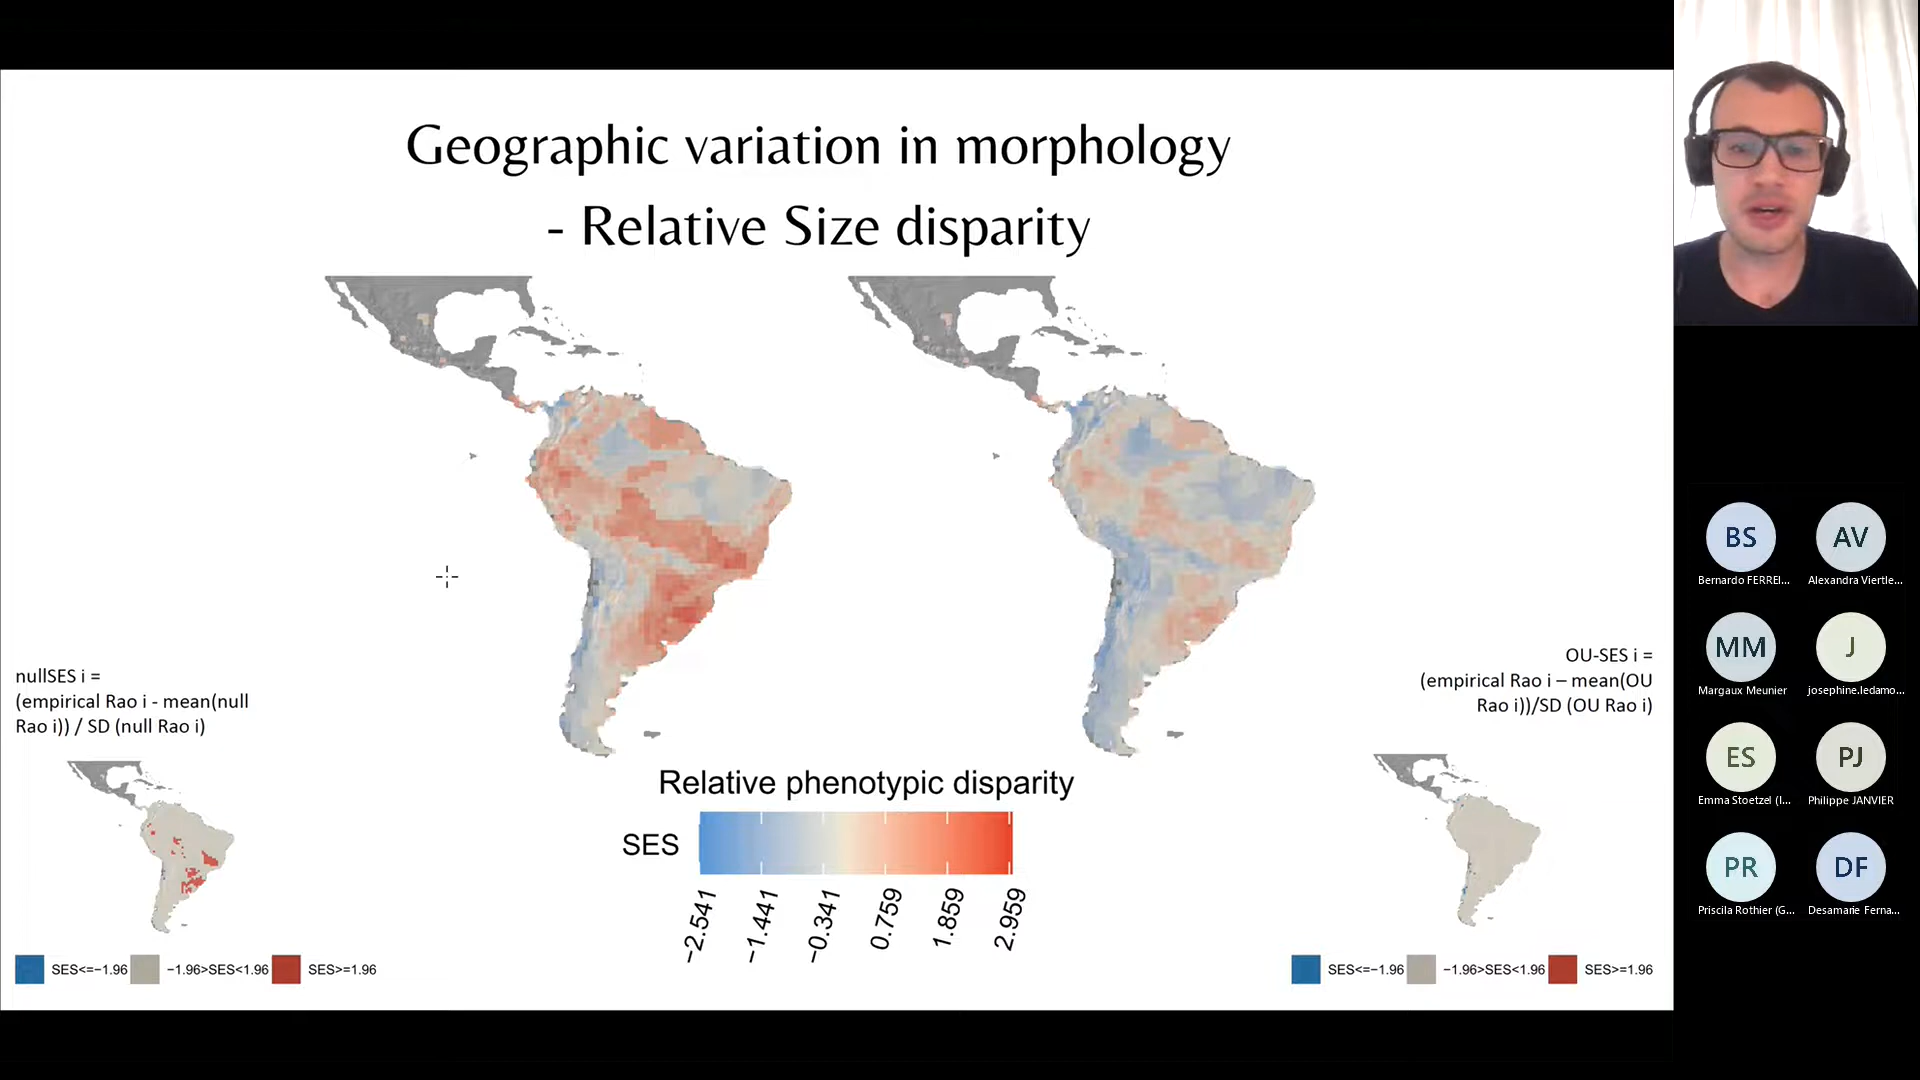 Geographic variation in morphology
- Relative Size disparity
nullSES i =
(empirical Rao i - mean(null
Rao i)) / SD (null Rao i)
OU-SES i =
(empirical Rao i – mean(OU
Rao i))/SD (OU Rao i)
Relative phenotypic disparity
SES
−2.541 −1.441 −0.341 0.759 1.859 2.959
SES<=−1.96 −1.96>SES<1.96 SES>=1.96
SES<=−1.96 −1.96>SES<1.96 SES>=1.96
BS AV
Bernardo FERREI... Alexandra Viertle...
MM J
Margaux Meunier josephine.ledamo...
ES PJ
Emma Stoetzel (I... Philippe JANVIER
PR DF
Priscila Rothier (G... Desamarie Ferna...